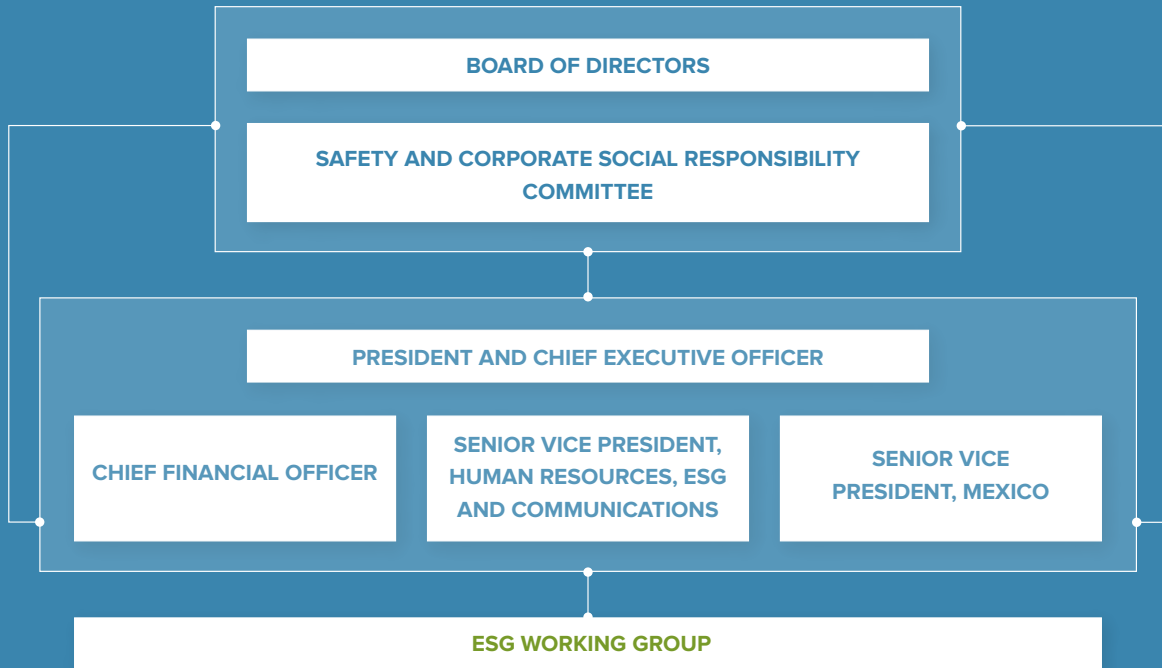 BOARD OF DIRECTORS
SAFETY AND CORPORATE SOCIAL RESPONSIBILITY
COMMITTEE
PRESIDENT AND CHIEF EXECUTIVE OFFICER
CHIEF FINANCIAL OFFICER
SENIOR VICE PRESIDENT,
HUMAN RESOURCES, ESG
AND COMMUNICATIONS
SENIOR VICE
PRESIDENT, MEXICO
ESG WORKING GROUP